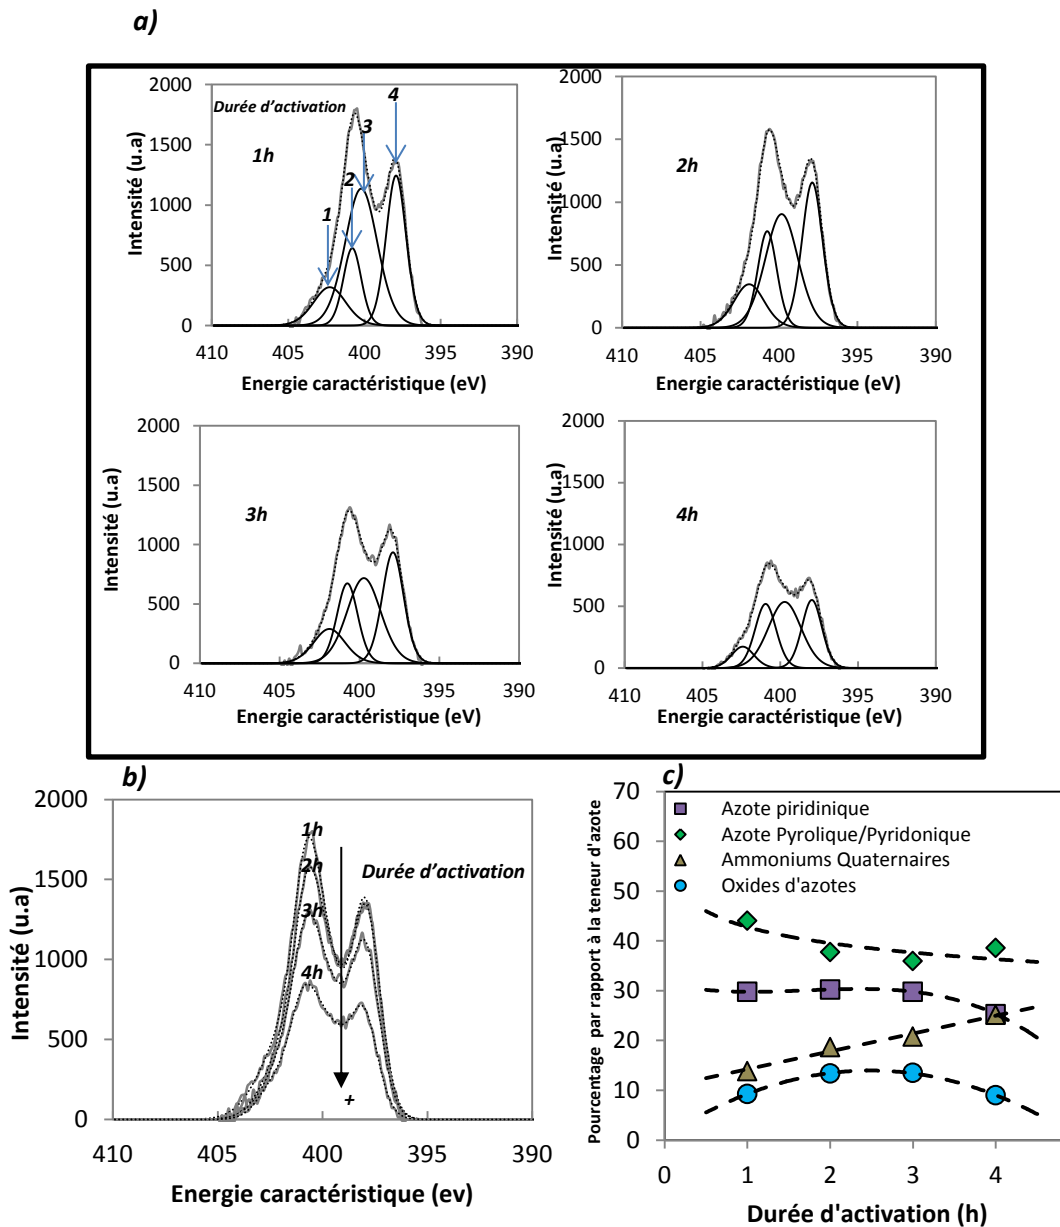 a)
2000
1500
1000
500
0
410
405
400
395
390
Intensité (u.a)
Energie caractéristique (eV)
Durée d'activation
1h
1
2
3
4
2000
1500
1000
500
0
410
405
400
395
390
Intensité (u.a)
Energie caractéristique (eV)
2h
2000
1500
1000
500
0
410
405
400
395
390
Intensité (u.a)
Energie caractéristique (eV)
3h
2000
1500
1000
500
0
410
405
400
395
390
Intensité (u.a)
Energie caractéristique (eV)
4h
b)
2000
1500
1000
500
0
410
405
400
395
390
Intensité (u.a)
Energie caractéristique (ev)
1h
2h
3h
4h
Durée d'activation
+
c)
70
60
50
40
30
20
10
0
0
1
2
3
4
Pourcentage par rapport à la teneur d'azote
Durée d'activation (h)
Azote piridinique
Azote Pyrolique/Pyridonique
Ammoniums Quaternaires
Oxides d'azotes